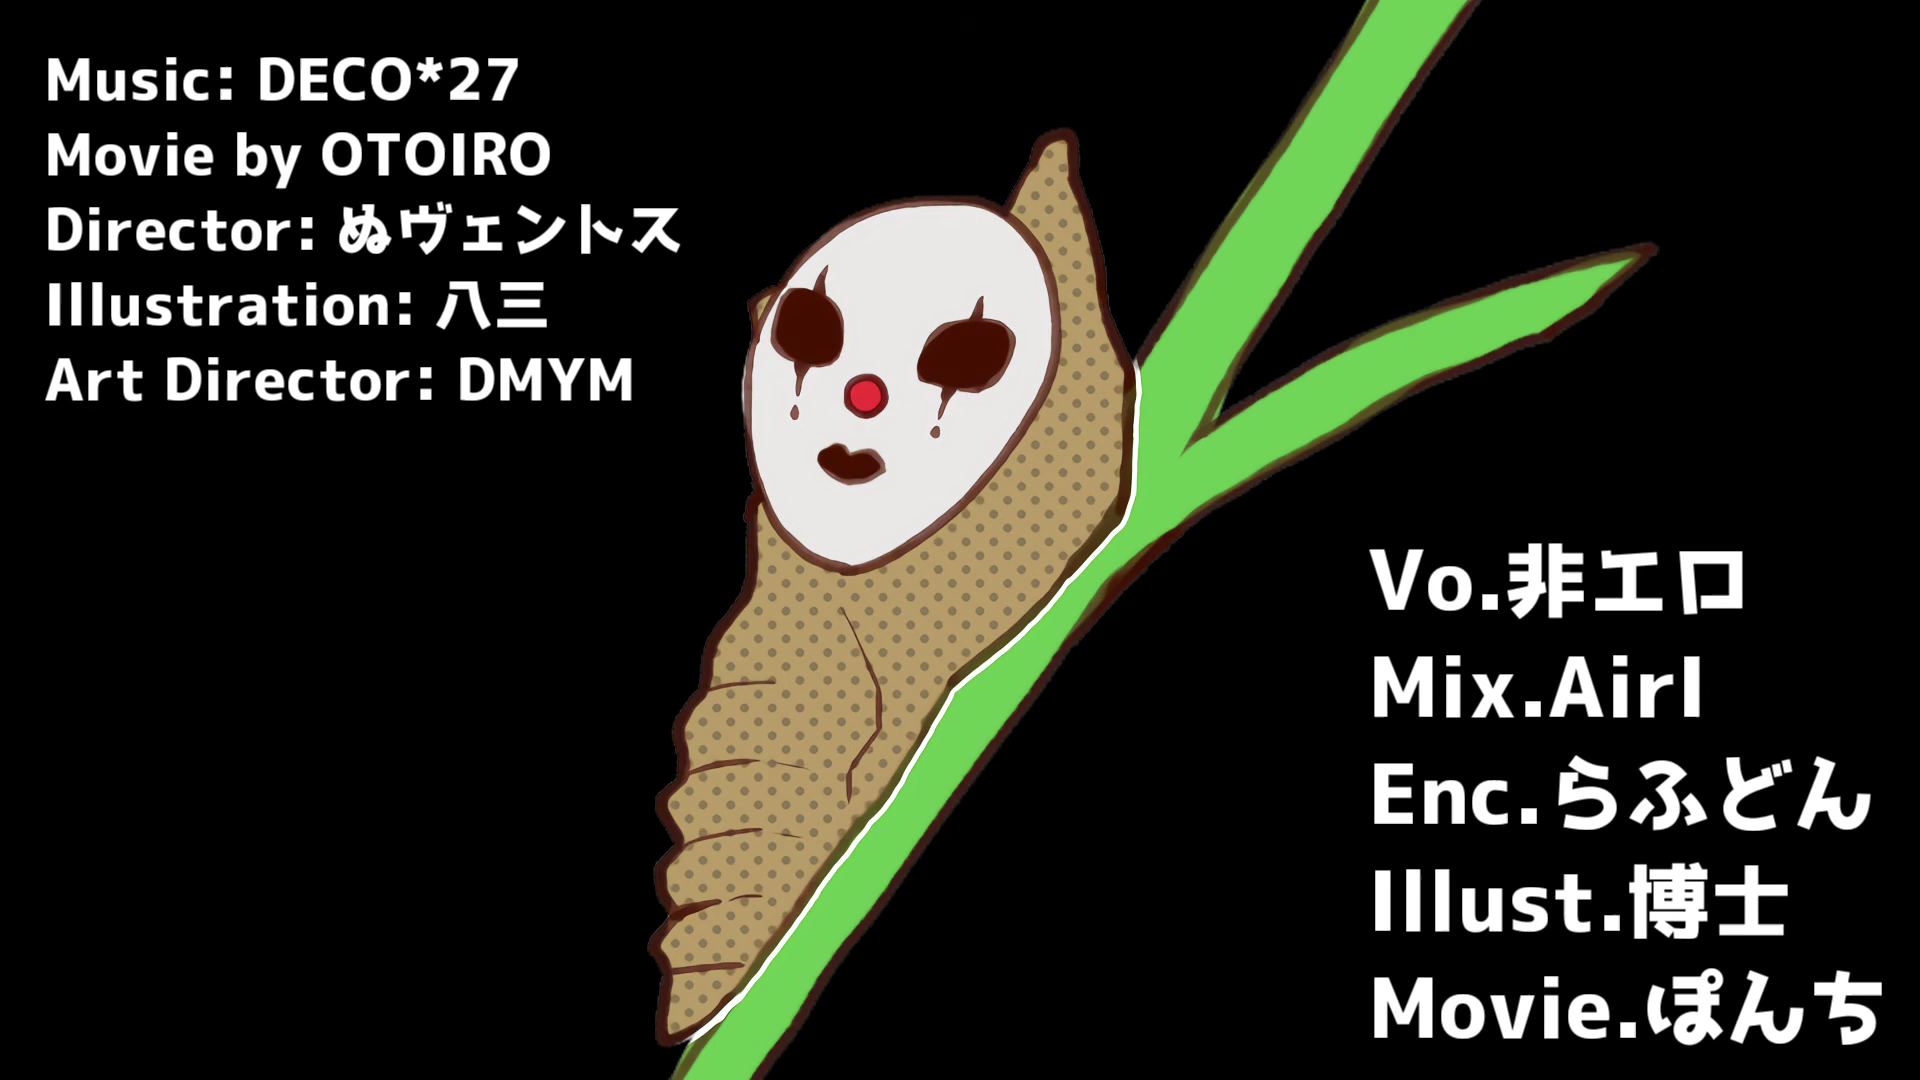 Music: DECO*27
Movie by OTOIRO
Director: ぬヴェントス
Illustration: 八三
Art Director: DMYM
Vo.非エロ
Mix.AirI
Enc.らふどん
Illust.博士
Movie.ぽんち